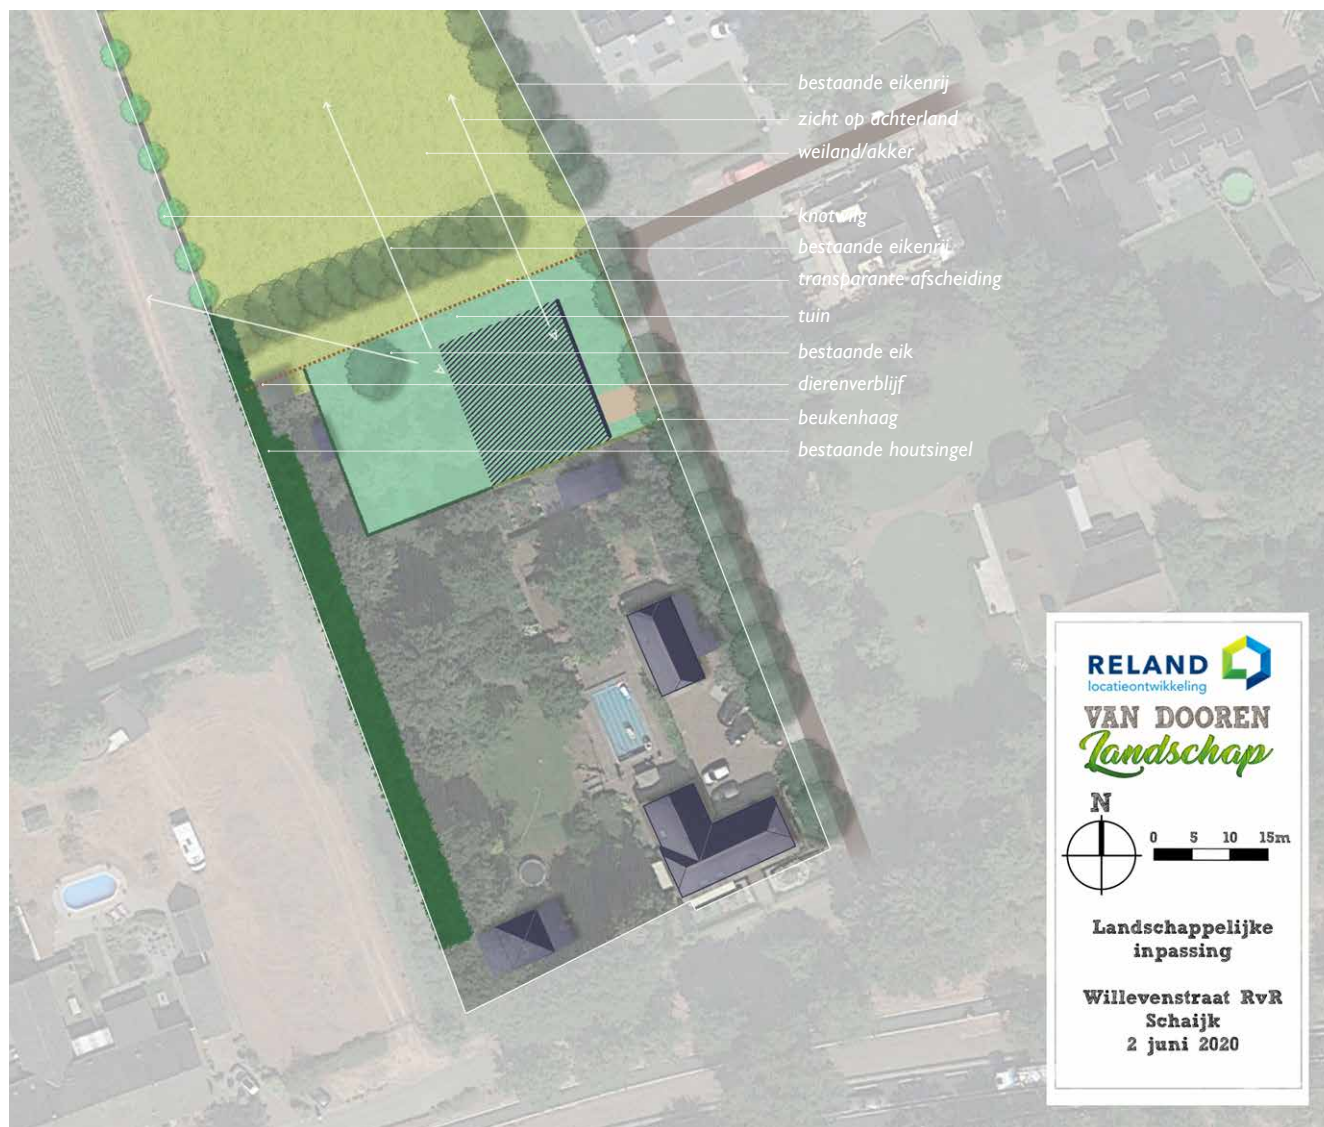 bestaande eikenrij
zicht op achterland
weiland/akker
knotwilg
bestaande eikenrij
transparante afscheiding
tuin
bestaande eik
dierenverblijf
beukenhaag
bestaande houtsingel
RELAND
locatieontwikkeling
VAN DOOREN
Landschap
N
0 5 10 15m
Landschappelijke
inpassing
Willevenstraat RvR
Schaijk
2 juni 2020